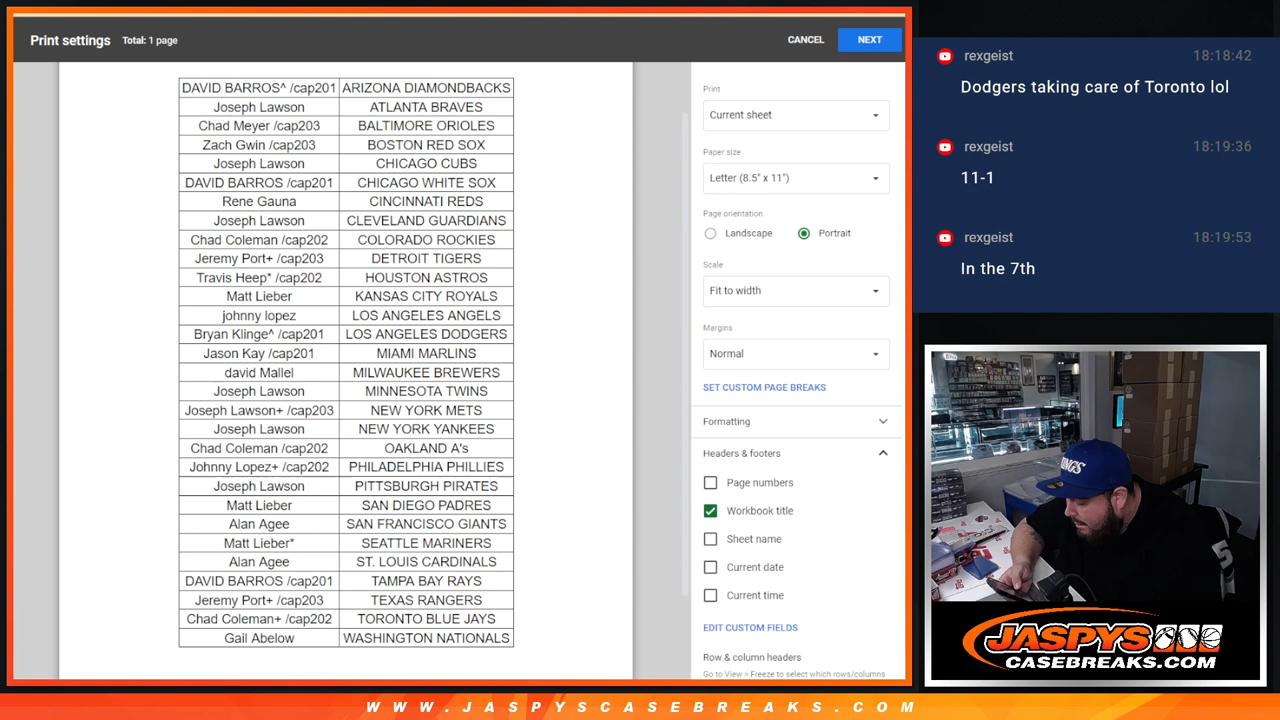 Print settings Total: 1 page CANCEL NEXT
DAVID BARROS^ /cap201 ARIZONA DIAMONDBACKS
Joseph Lawson ATLANTA BRAVES
Chad Meyer /cap203 BALTIMORE ORIOLES
Zach Gwin /cap203 BOSTON RED SOX
Joseph Lawson CHICAGO CUBS
DAVID BARROS /cap201 CHICAGO WHITE SOX
Rene Gauna CINCINNATI REDS
Joseph Lawson CLEVELAND GUARDIANS
Chad Coleman /cap202 COLORADO ROCKIES
Jeremy Port+ /cap203 DETROIT TIGERS
Travis Heep* /cap202 HOUSTON ASTROS
Matt Lieber KANSAS CITY ROYALS
johnny lopez LOS ANGELES ANGELS
Bryan Klinge^ /cap201 LOS ANGELES DODGERS
Jason Kay /cap201 MIAMI MARLINS
david Mallel MILWAUKEE BREWERS
Joseph Lawson MINNESOTA TWINS
Joseph Lawson+ /cap203 NEW YORK METS
Joseph Lawson NEW YORK YANKEES
Chad Coleman /cap202 OAKLAND A's
Johnny Lopez+ /cap202 PHILADELPHIA PHILLIES
Joseph Lawson PITTSBURGH PIRATES
Matt Lieber SAN DIEGO PADRES
Alan Agee SAN FRANCISCO GIANTS
Matt Lieber* SEATTLE MARINERS
Alan Agee ST. LOUIS CARDINALS
DAVID BARROS /cap201 TAMPA BAY RAYS
Jeremy Port+ /cap203 TEXAS RANGERS
Chad Coleman+ /cap202 TORONTO BLUE JAYS
Gail Abelow WASHINGTON NATIONALS
Print
Current sheet
Paper size
Letter (8.5" x 11")
Page orientation
Landscape Portrait
Scale
Fit to width
Margins
Normal
SET CUSTOM PAGE BREAKS
Formatting
Headers & footers
Page numbers
Workbook title
Sheet name
Current date
Current time
EDIT CUSTOM FIELDS
Row & column headers
Go to View > Freeze to select which rows/columns
rexgeist 18:18:42
Dodgers taking care of Toronto lol
rexgeist 18:19:36
11-1
rexgeist 18:19:53
In the 7th
JASPYS
CASEBREAKS.COM
WWW.JASPYSCASEBREAKS.COM